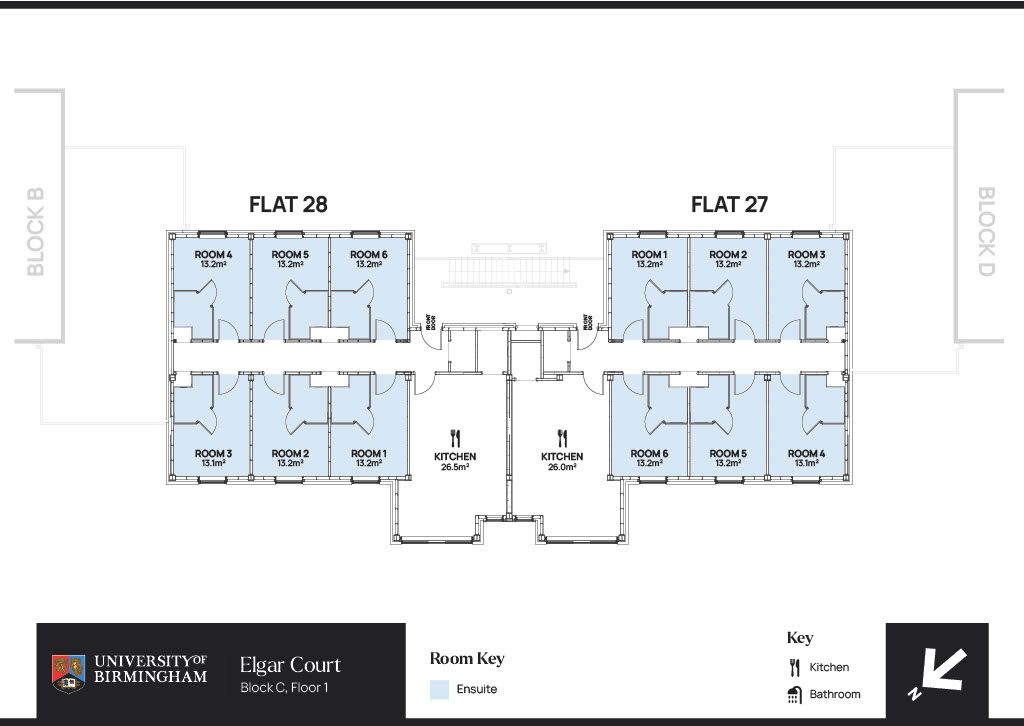 BLOCK B
BLOCK D
FLAT 28
FLAT 27
ROOM 4
13.2m²
ROOM 5
13.2m²
ROOM 6
13.2m²
ROOM 1
13.2m²
ROOM 2
13.2m²
ROOM 3
13.2m²
FRONT
DOOR
FRONT
DOOR
ROOM 3
13.1m²
ROOM 2
13.2m²
ROOM 1
13.2m²
KITCHEN
26.5m²
KITCHEN
26.0m²
ROOM 6
13.2m²
ROOM 5
13.2m²
ROOM 4
13.1m²
UNIVERSITY OF
BIRMINGHAM
Elgar Court
Block C, Floor 1
Room Key
Ensuite
Key
Kitchen
Bathroom
N